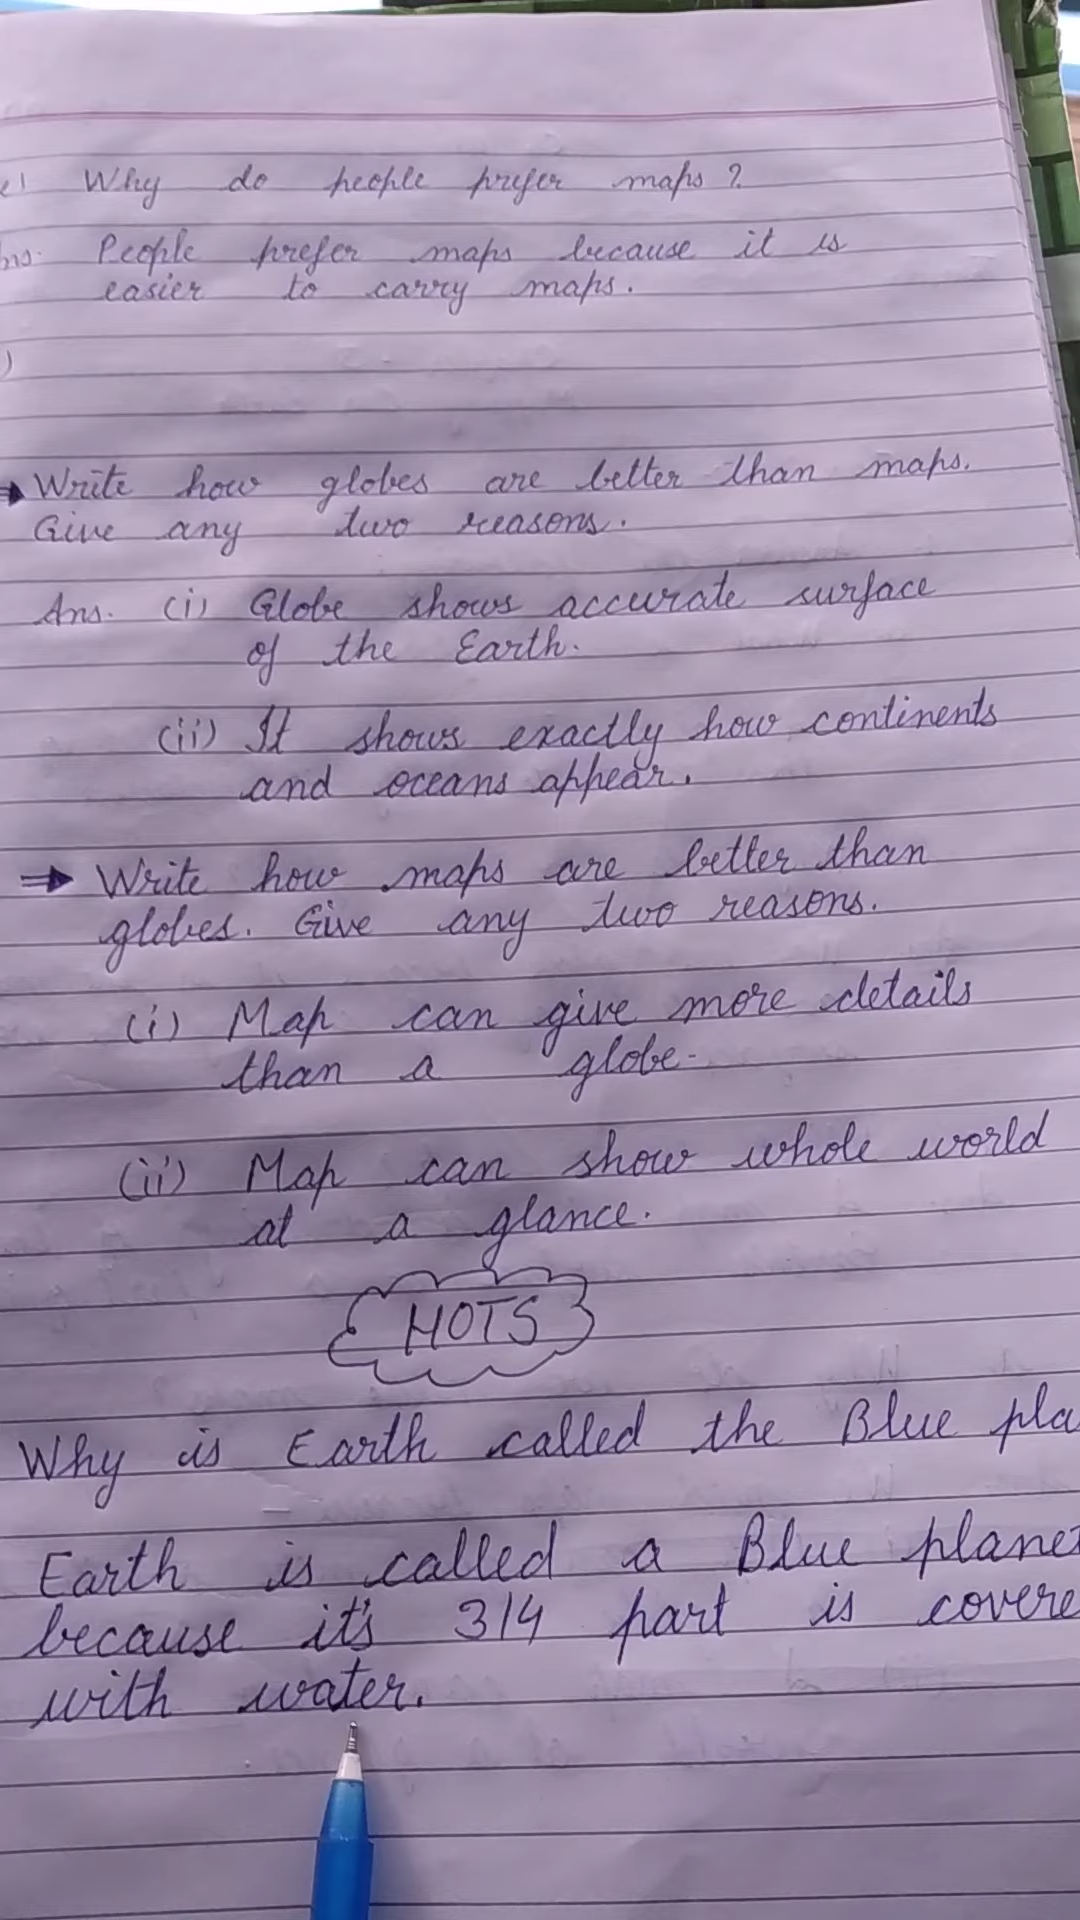 e) Why do people prefer maps ?
ns. People prefer maps because it is
easier to carry maps.
)
→ Write how globes are better than maps.
Give any two reasons.
Ans. (i) Globe shows accurate surface
of the Earth.
(ii) It shows exactly how continents
and oceans appear.
⇒ Write how maps are better than
globes. Give any two reasons.
(i) Map can give more details
than a globe.
(ii) Map can show whole world
at a glance.
HOTS
Why is Earth called the Blue pla
Earth is called a Blue planet
because it's 3/4 part is covere
with water.